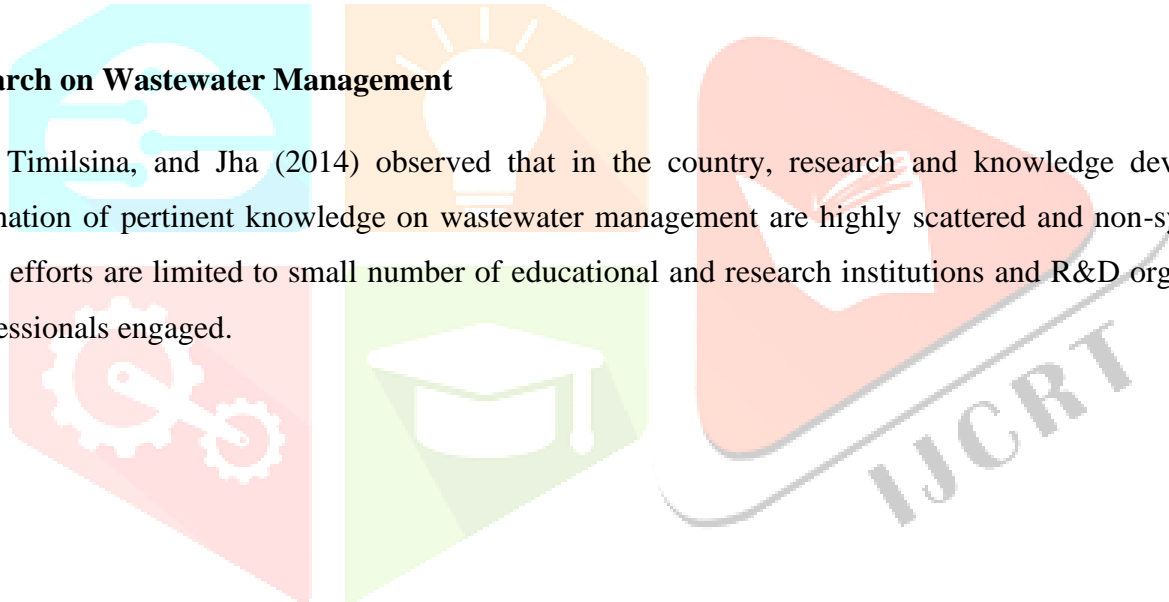 arch on Wastewater Management
Timilsina, and Jha (2014) observed that in the country, research and knowledge dev
nation of pertinent knowledge on wastewater management are highly scattered and non-sy
efforts are limited to small number of educational and research institutions and R&D org
essionals engaged.
IJCRT